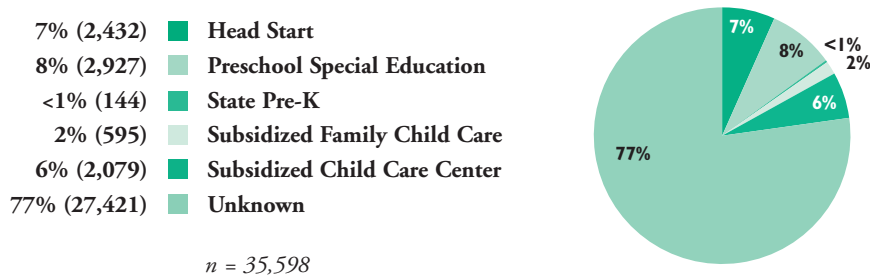 7% (2,432) Head Start
8% (2,927) Preschool Special Education
<1% (144) State Pre-K
2% (595) Subsidized Family Child Care
6% (2,079) Subsidized Child Care Center
77% (27,421) Unknown
n = 35,598
7%
8%
<1%
2%
6%
77%